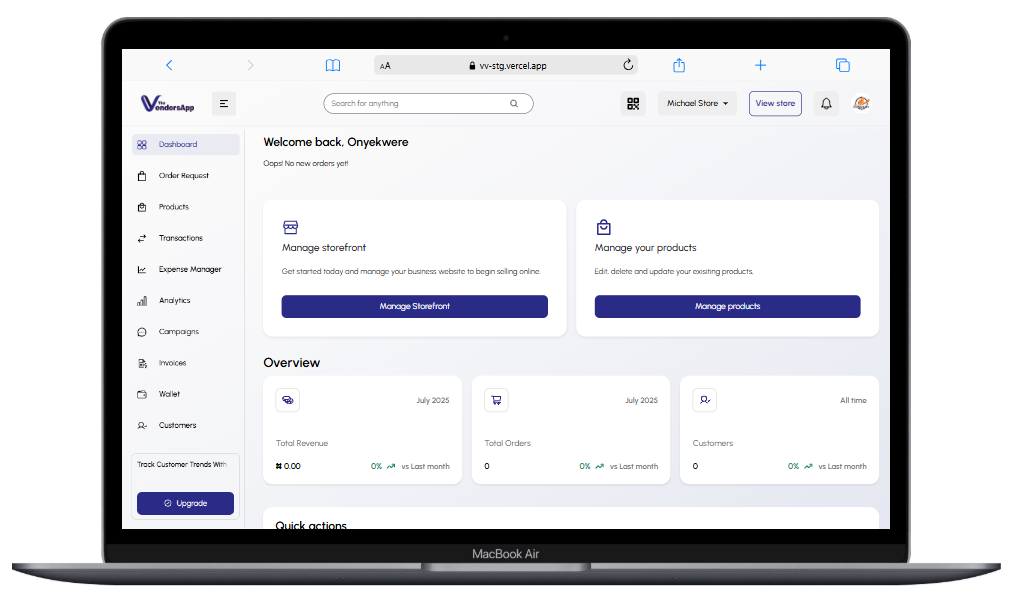 AA vv-stg.vercel.app
The VendorsApp
Search for anything
Michael Store
View store
Dashboard
Order Request
Products
Transactions
Expense Manager
Analytics
Campaigns
Invoices
Wallet
Customers
Track Customer Trends With
Upgrade
Welcome back, Onyekwere
Oops! No new orders yet!
Manage storefront
Get started today and manage your business website to begin selling online.
Manage Storefront
Manage your products
Edit, delete and update your exisiting products.
Manage products
Overview
July 2025
Total Revenue
₦ 0.00 0% vs Last month
July 2025
Total Orders
0 0% vs Last month
All time
Customers
0 0% vs Last month
Quick actions
MacBook Air